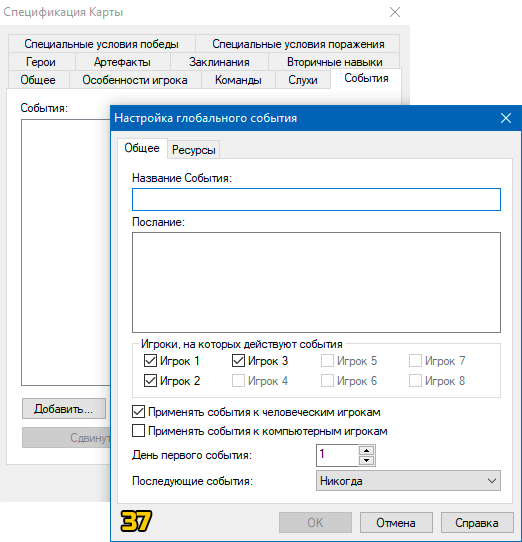 Спецификация Карты
Специальные условия победы Специальные условия поражения
Герои Артефакты Заклинания Вторичные навыки
Общее Особенности игрока Команды Слухи События
События:
Настройка глобального события
Общее Ресурсы
Название События:
Послание:
Игроки, на которых действуют события
Игрок 1 Игрок 3 Игрок 5 Игрок 7
Игрок 2 Игрок 4 Игрок 6 Игрок 8
Добавить...
Применять события к человеческим игрокам
Сдвинут
Применять события к компьютерным игрокам
День первого события: 1
Последующие события: Никогда
37 OK Отмена Справка